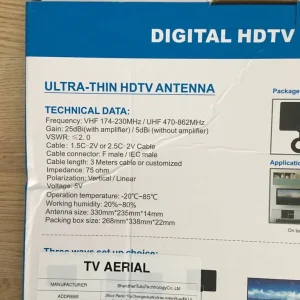 DIGITAL HDTV
ULTRA-THIN HDTV ANTENNA
Package
TECHNICAL DATA:
Frequency: VHF 174-230MHz / UHF 470-862MHz
Gain: 25dBi(with amplifier) / 5dBi (without amplifier)
VSWR: ≤2.0
Cable: 1.5C-2V or 2.5C-2V Cable
Cable connector: F male / IEC male
Cable length: 3 Meters cable or customized
Impedance: 75 ohm
Polarization: Vertical / Linear
Voltage: 5V
Operation temperature: -20℃~85℃
Working humidity: 20%~80%
Antenna size: 330mm*235mm*14mm
Packing box size: 268mm*338mm*22mm
Application
Three ways set up choice:
TV AERIAL
MANUFACTURER
ADDRESS